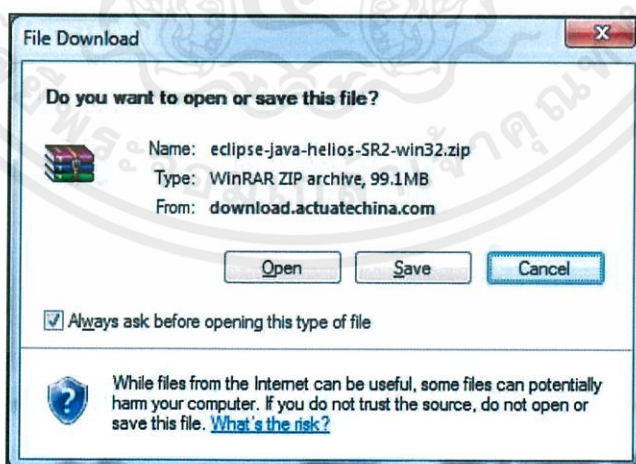 File Download
Do you want to open or save this file?
Name: eclipse-java-helios-SR2-win32.zip
Type: WinRAR ZIP archive, 99.1MB
From: download.actuatechina.com
Open Save Cancel
Always ask before opening this type of file
While files from the Internet can be useful, some files can potentially
harm your computer. If you do not trust the source, do not open or
save this file. What's the risk?